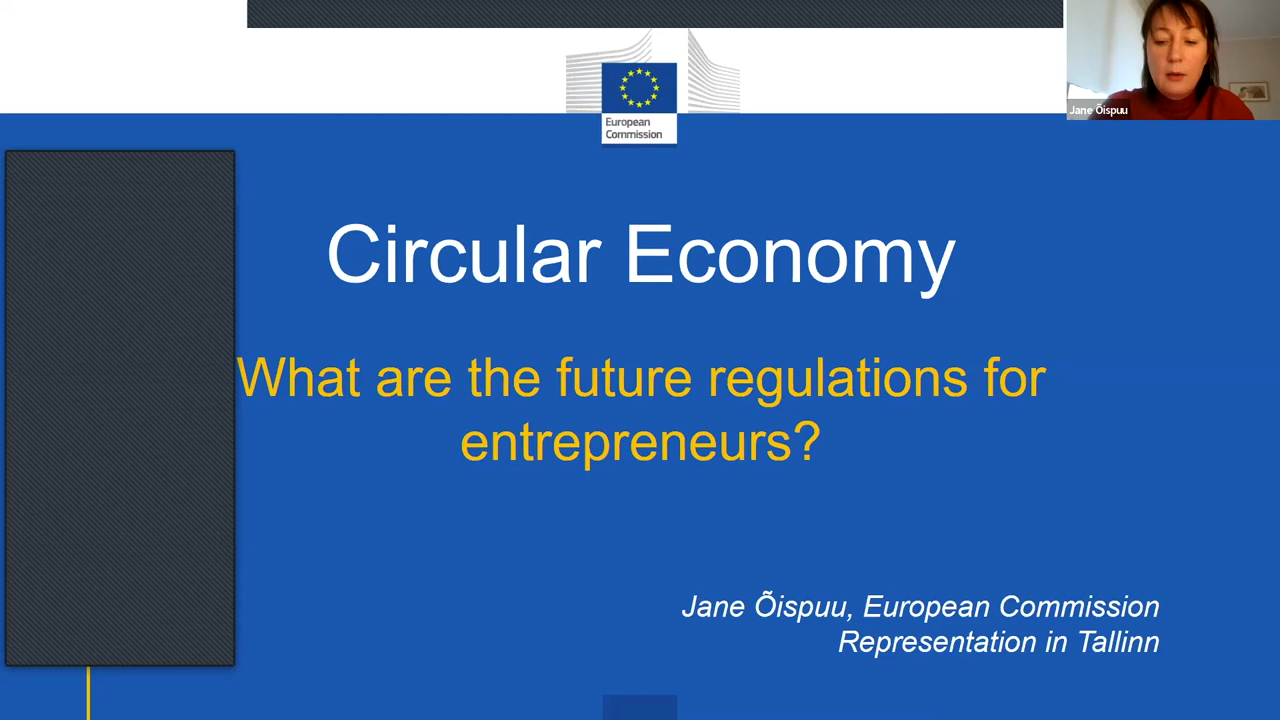 European
Commission
Jane Õispuu
Circular Economy
What are the future regulations for
entrepreneurs?
Jane Õispuu, European Commission
Representation in Tallinn